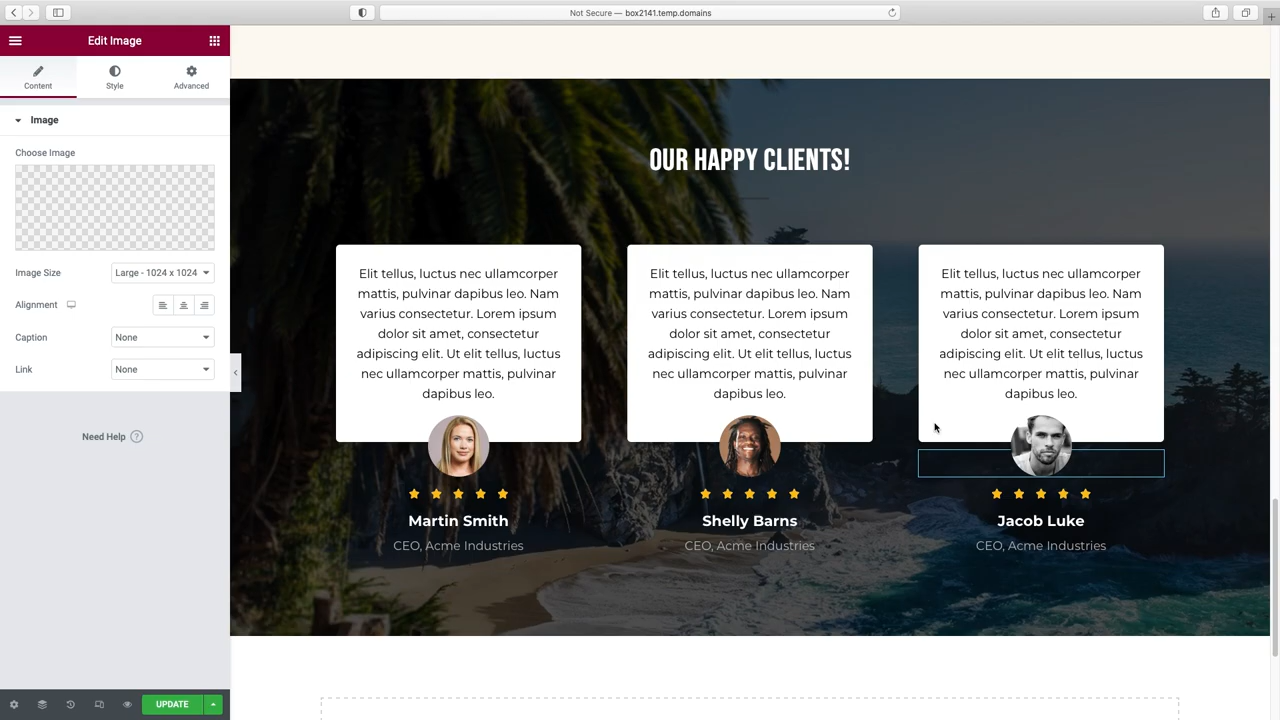 Not Secure — box2141.temp.domains
Edit Image
Content
Style
Advanced
Image
Choose Image
Image Size
Large - 1024 x 1024
Alignment
Caption
None
Link
None
Need Help
UPDATE
OUR HAPPY CLIENTS!
Elit tellus, luctus nec ullamcorper
mattis, pulvinar dapibus leo. Nam
varius consectetur. Lorem ipsum
dolor sit amet, consectetur
adipiscing elit. Ut elit tellus, luctus
nec ullamcorper mattis, pulvinar
dapibus leo.
Martin Smith
CEO, Acme Industries
Elit tellus, luctus nec ullamcorper
mattis, pulvinar dapibus leo. Nam
varius consectetur. Lorem ipsum
dolor sit amet, consectetur
adipiscing elit. Ut elit tellus, luctus
nec ullamcorper mattis, pulvinar
dapibus leo.
Shelly Barns
CEO, Acme Industries
Elit tellus, luctus nec ullamcorper
mattis, pulvinar dapibus leo. Nam
varius consectetur. Lorem ipsum
dolor sit amet, consectetur
adipiscing elit. Ut elit tellus, luctus
nec ullamcorper mattis, pulvinar
dapibus leo.
Jacob Luke
CEO, Acme Industries